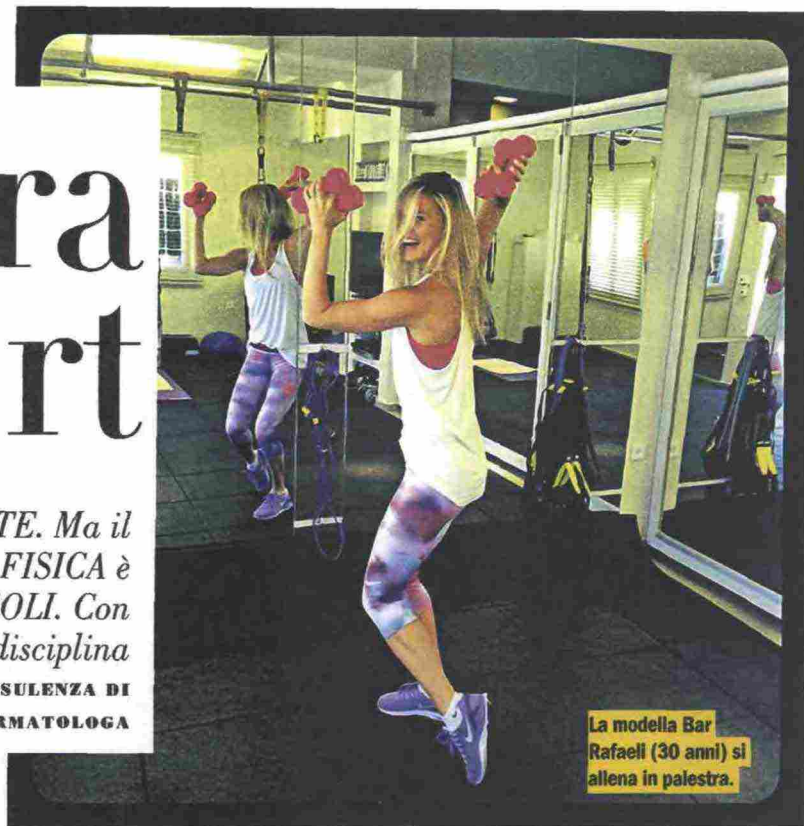 ra
rt
TE. Ma il
FISICA è
OLI. Con
disciplina
SULENZA DI
RMATOLOGA
La modella Bar
Rafaeli (30 anni) si
allena in palestra.